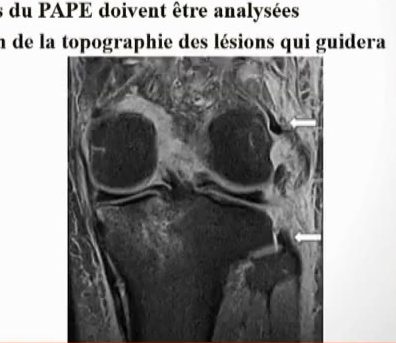 s du PAPE doivent être analysées
n de la topographie des lésions qui guidera